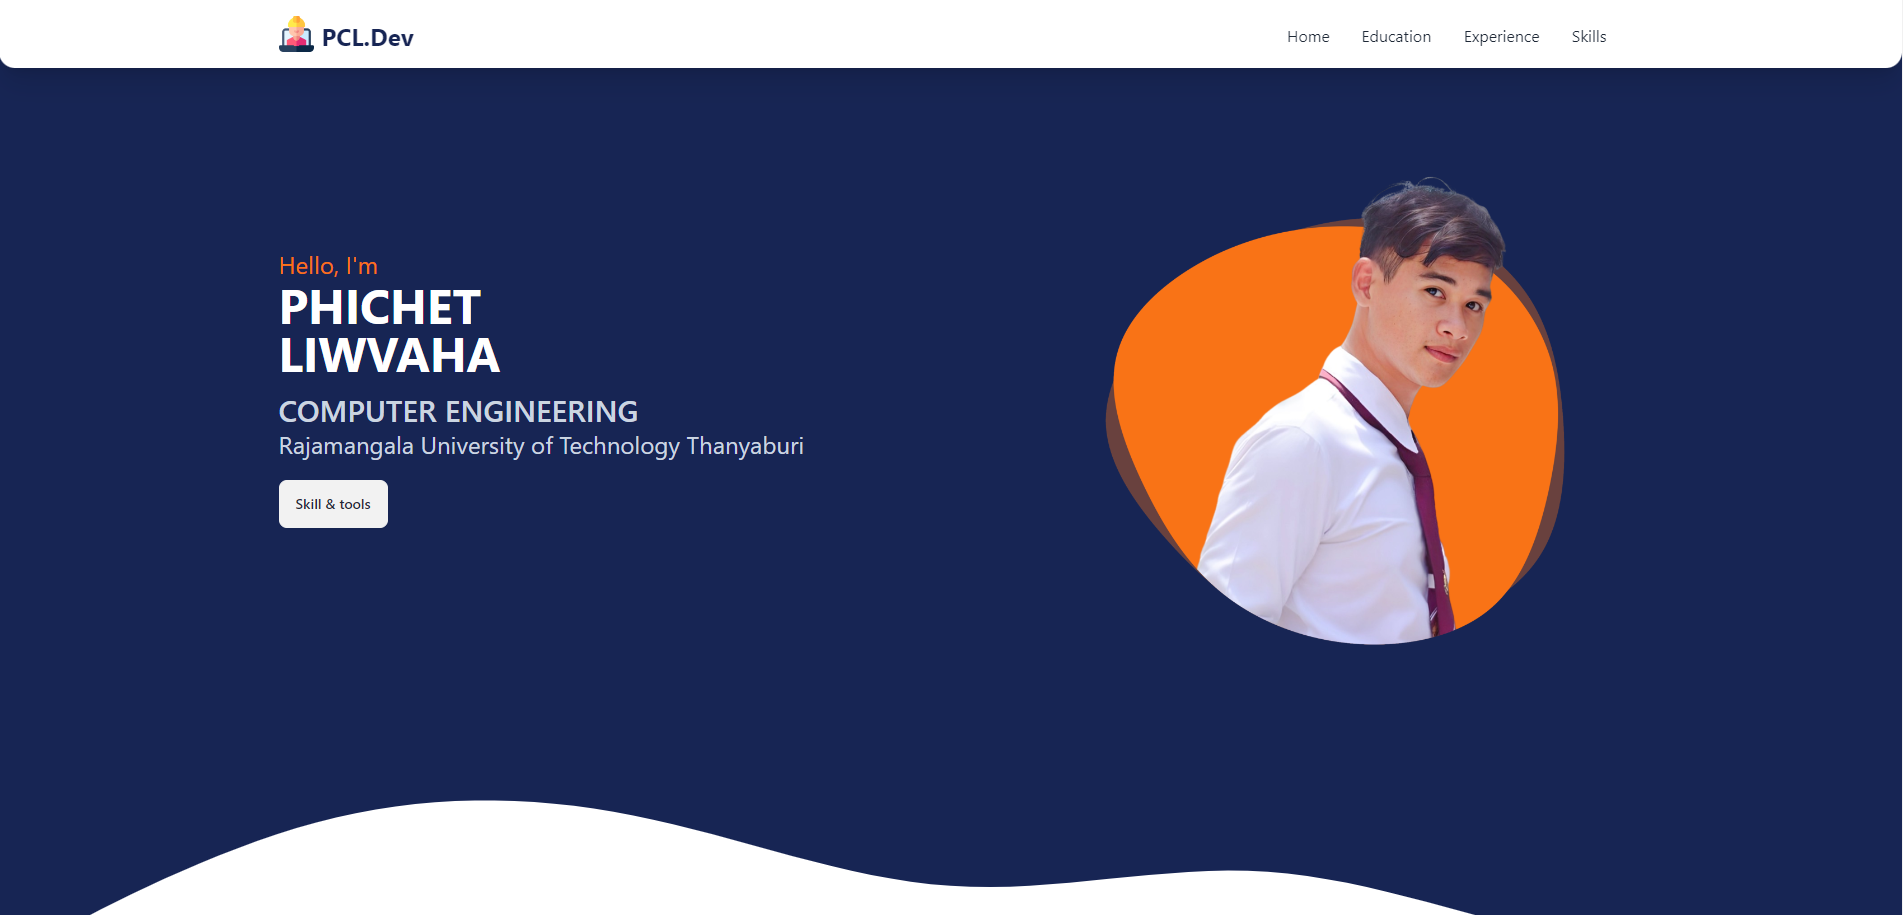 PCL.Dev
Home Education Experience Skills
Hello, I'm
PHICHET
LIWVAHA
COMPUTER ENGINEERING
Rajamangala University of Technology Thanyaburi
Skill & tools